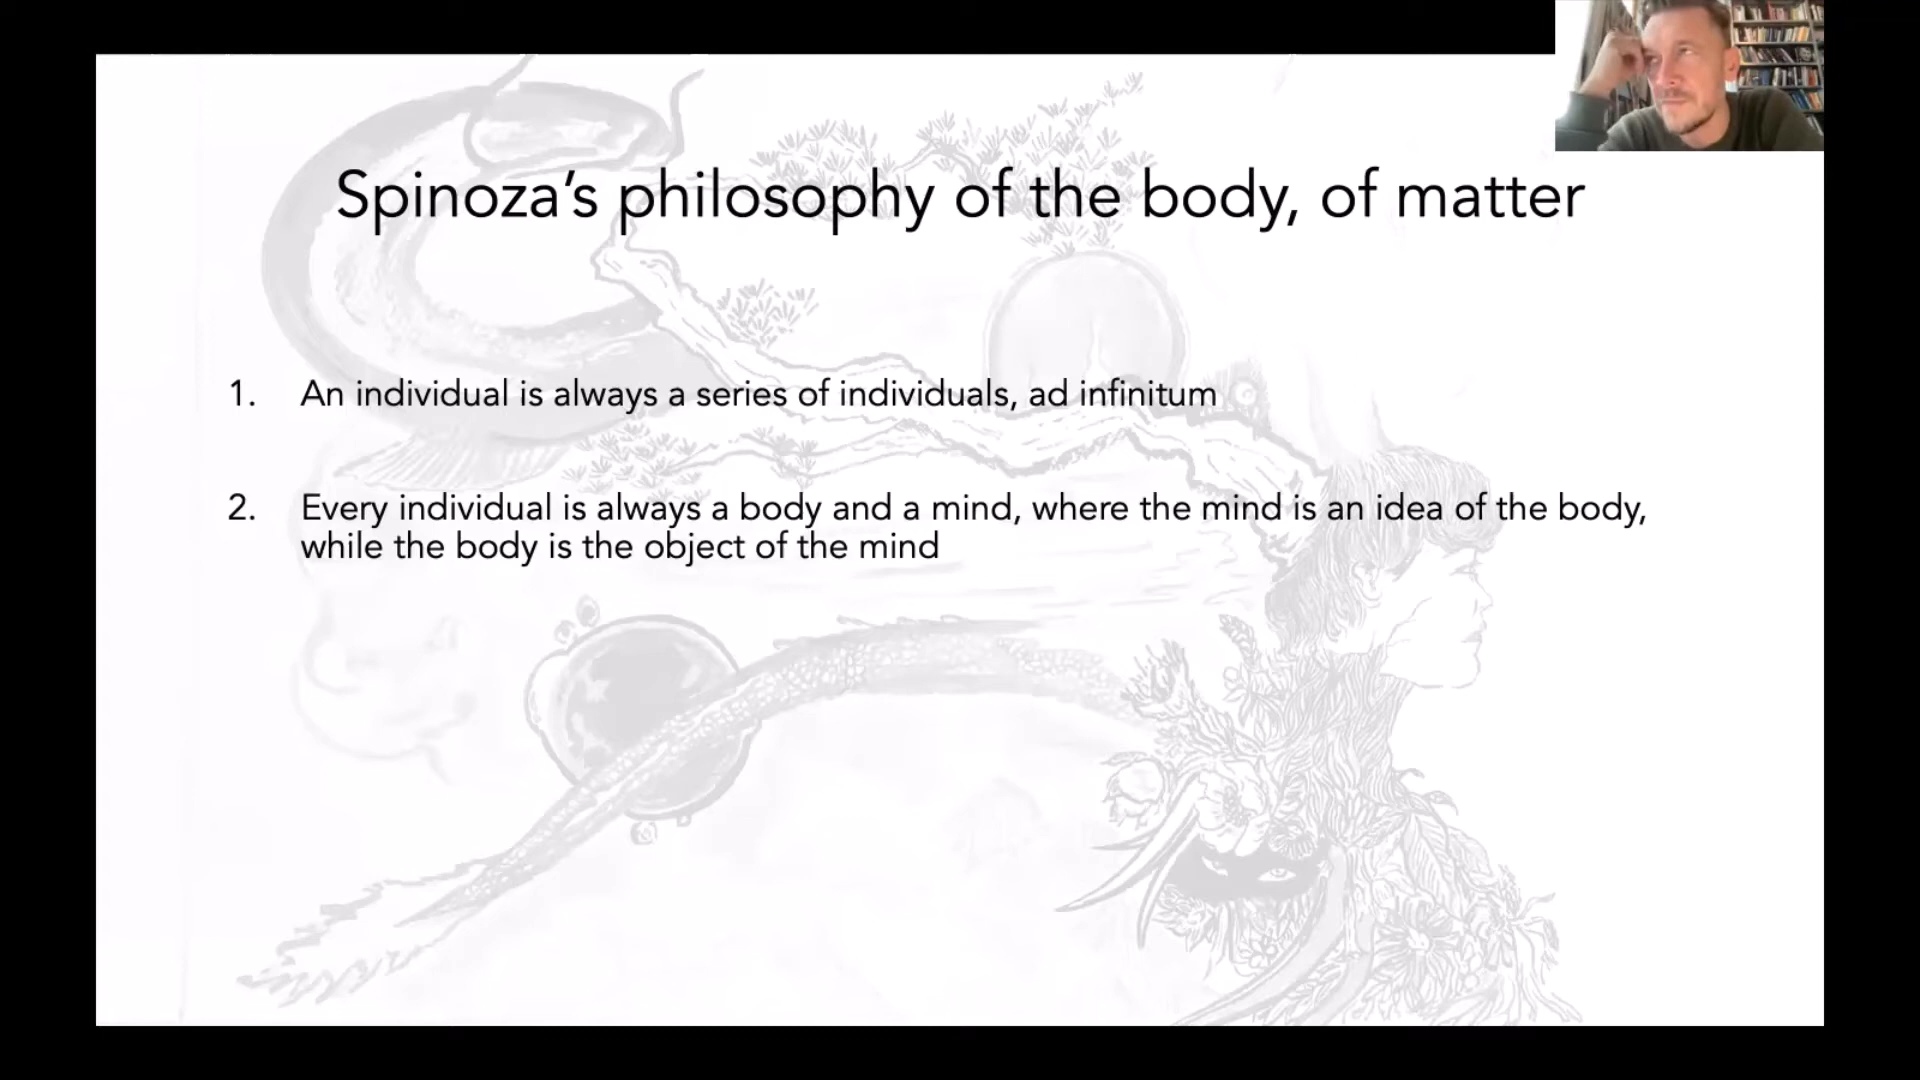 Spinoza’s philosophy of the body, of matter
1. An individual is always a series of individuals, ad infinitum
2. Every individual is always a body and a mind, where the mind is an idea of the body,
while the body is the object of the mind